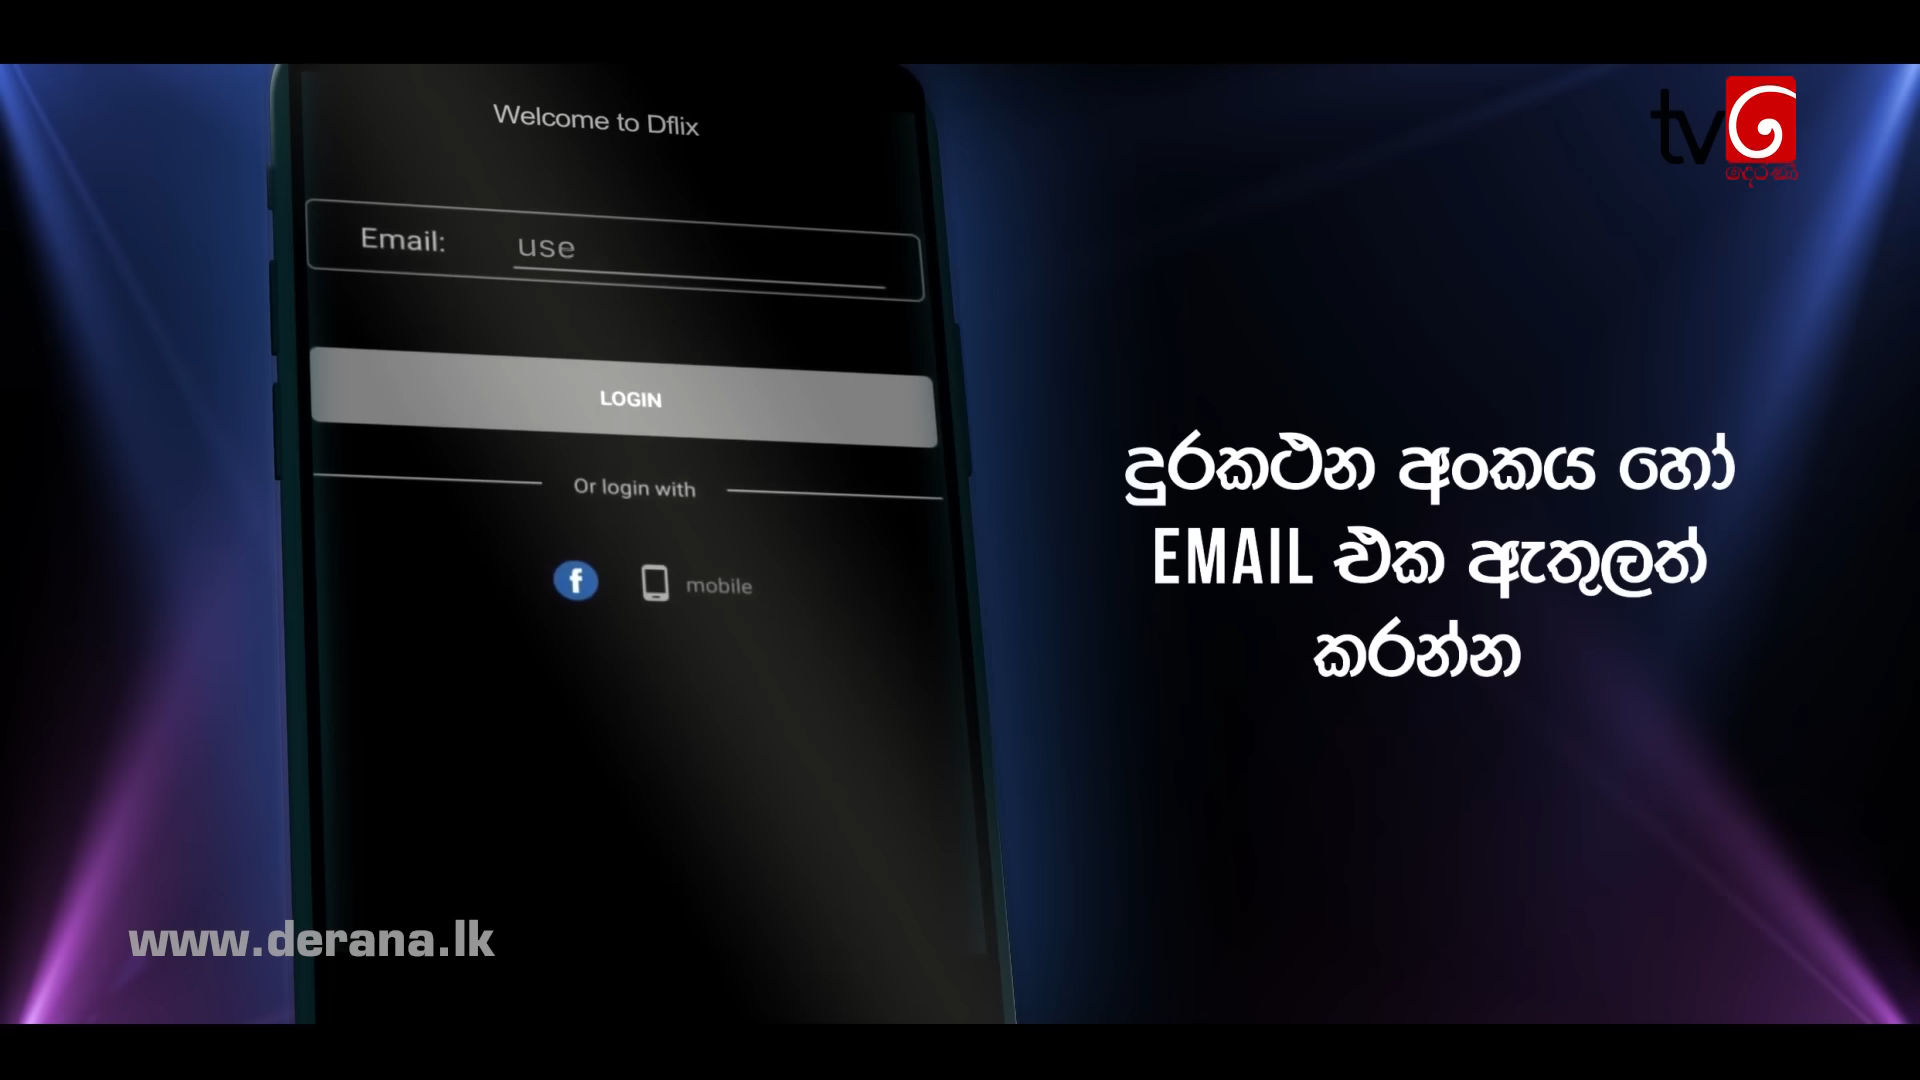 Welcome to Dflix
tv
දෙරණ
Email: use
LOGIN
Or login with
f
mobile
දුරකථන අංකය හෝ
EMAIL එක ඇතුලත්
කරන්න
www.derana.lk